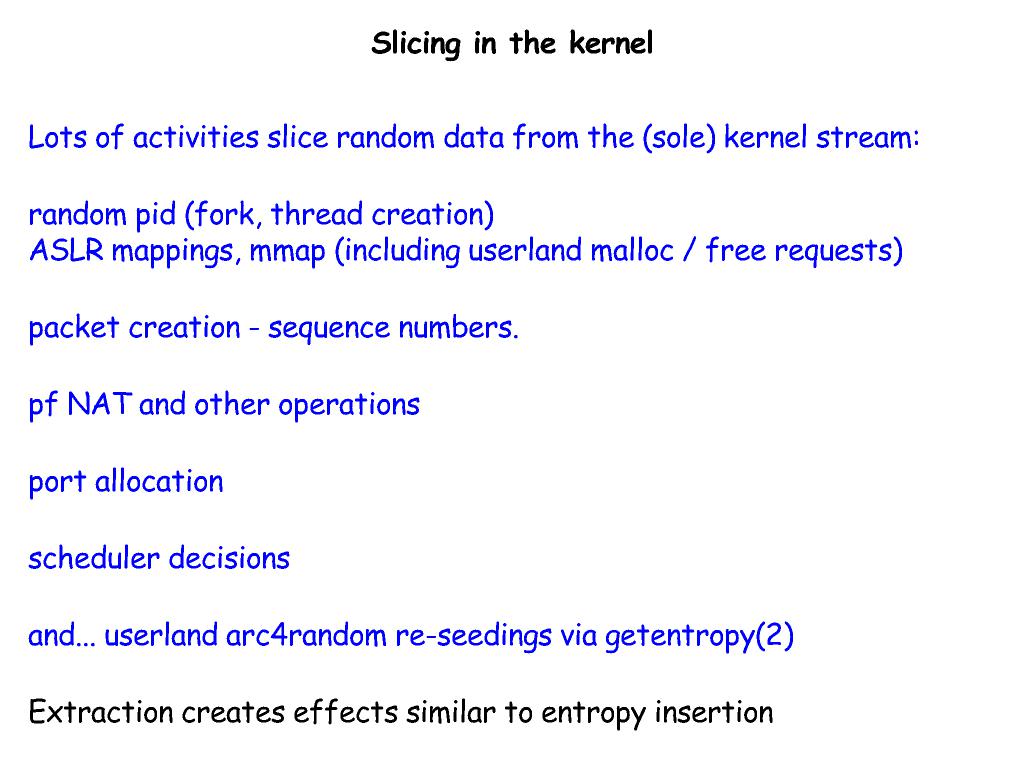 Slicing in the kernel
Lots of activities slice random data from the (sole) kernel stream:
random pid (fork, thread creation)
ASLR mappings, mmap (including userland malloc / free requests)
packet creation - sequence numbers.
pf NAT and other operations
port allocation
scheduler decisions
and... userland arc4random re-seedings via getentropy(2)
Extraction creates effects similar to entropy insertion